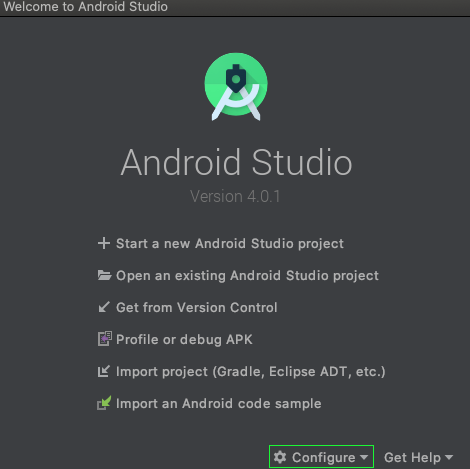 Welcome to Android Studio
Android Studio
Version 4.0.1
Start a new Android Studio project
Open an existing Android Studio project
Get from Version Control
Profile or debug APK
Import project (Gradle, Eclipse ADT, etc.)
Import an Android code sample
Configure Get Help